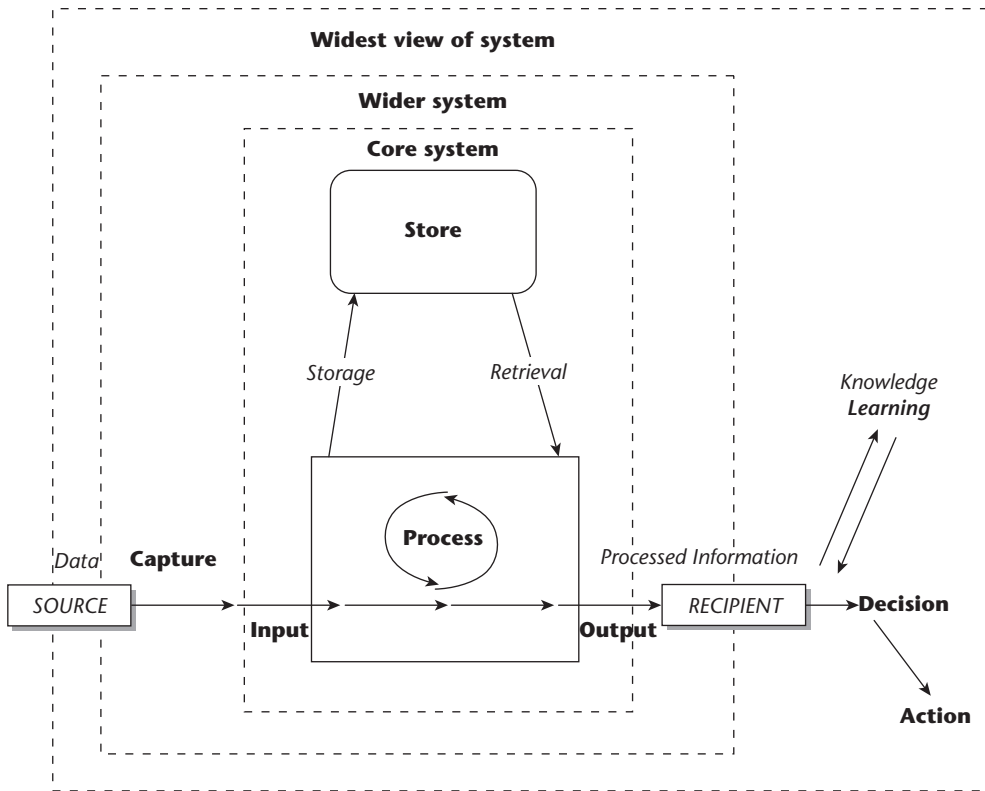 Widest view of system
Wider system
Core system
Store
Storage
Retrieval
Knowledge
Learning
Process
Data
Capture
Processed Information
SOURCE
RECIPIENT
Decision
Input
Output
Action